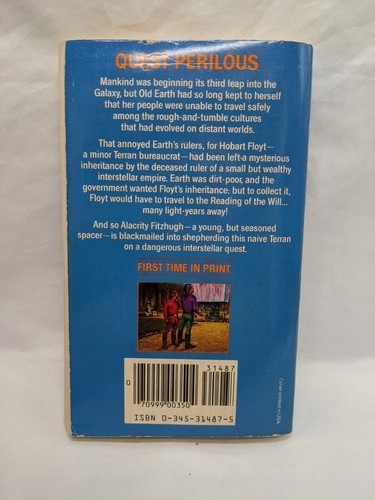 QUEST PERILOUS
Mankind was beginning its third leap into the
Galaxy, but Old Earth had so long kept to herself
that her people were unable to travel safely
among the rough-and-tumble cultures
that had evolved on distant worlds.
That annoyed Earth's rulers, for Hobart Floyt—
a minor Terran bureaucrat—had been left a mysterious
inheritance by the deceased ruler of a small but wealthy
interstellar empire. Earth was dirt-poor, and the
government wanted Floyt's inheritance; but to collect it,
Floyt would have to travel to the Reading of the Will...
many light-years away!
And so Alacrity Fitzhugh—a young, but seasoned
spacer—is blackmailed into shepherding this naive Terran
on a dangerous interstellar quest.
FIRST TIME IN PRINT
31487
0
70999 00350
ISBN 0-345-31487-5
Cover printed in USA